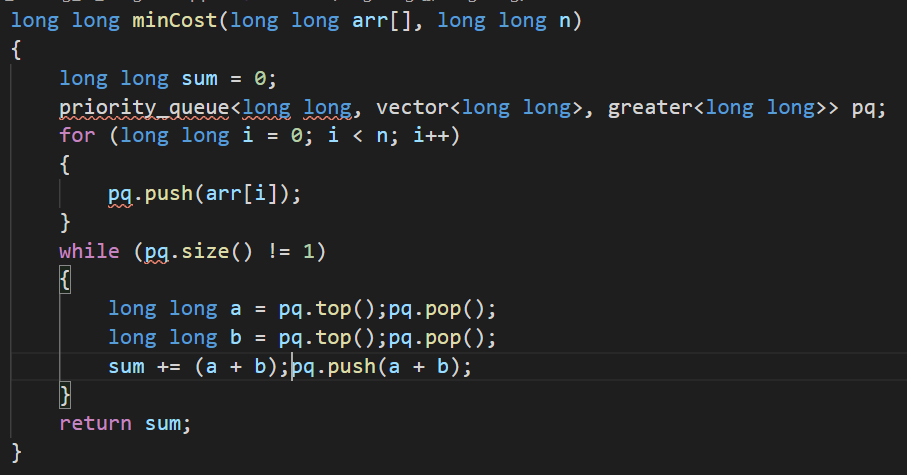 long long minCost(long long arr[], long long n)
{
    long long sum = 0;
    priority_queue<long long, vector<long long>, greater<long long>> pq;
    for (long long i = 0; i < n; i++)
    {
        pq.push(arr[i]);
    }
    while (pq.size() != 1)
    {
        long long a = pq.top();pq.pop();
        long long b = pq.top();pq.pop();
        sum += (a + b);pq.push(a + b);
    }
    return sum;
}